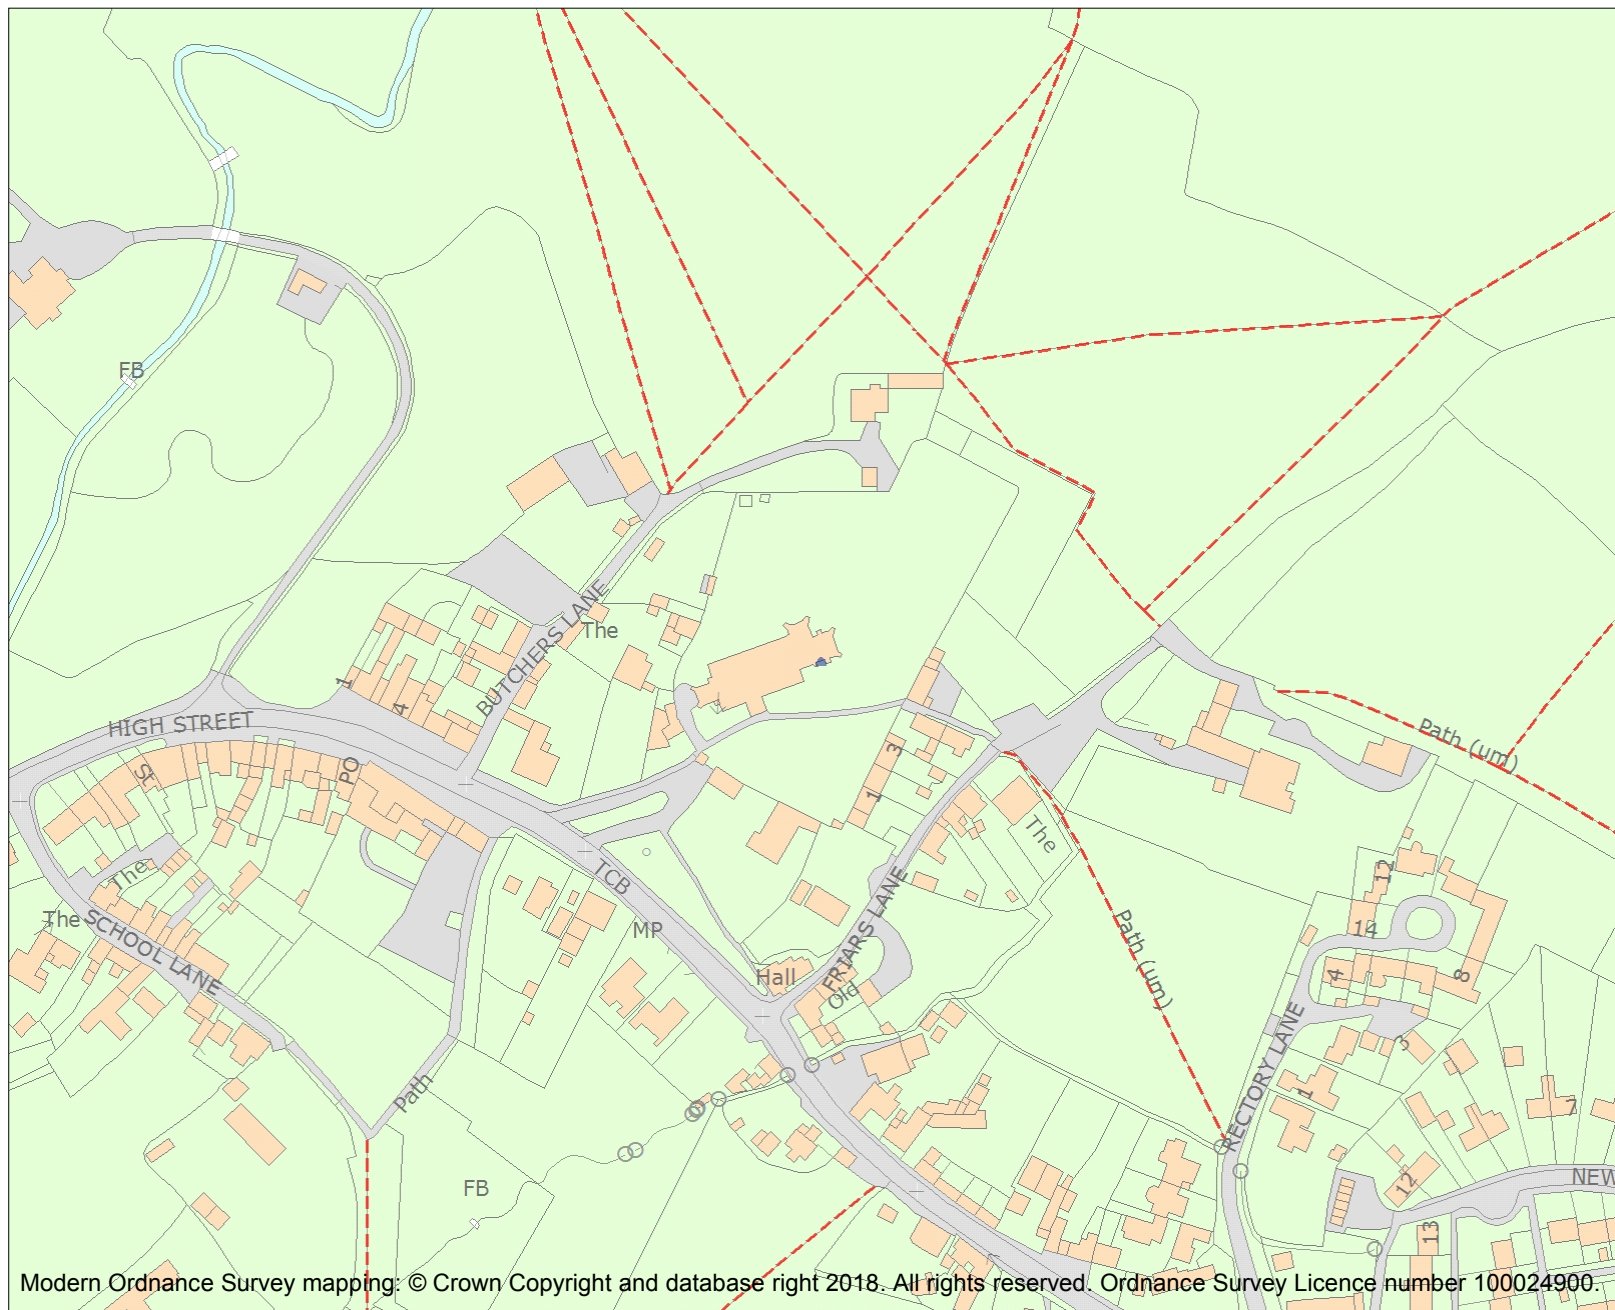 FB
The
BUTCHERS LANE
1
4
HIGH STREET
PO
St
3
1
Path (um)
The
The
The
SCHOOL LANE
TCB
MP
Hall
FRIARS LANE
Old
Path (um)
12
14
4
8
3
1
RECTORY LANE
7
Path
FB
12
13
NEW
Modern Ordnance Survey mapping: © Crown Copyright and database right 2018. All rights reserved. Ordnance Survey Licence number 100024900.